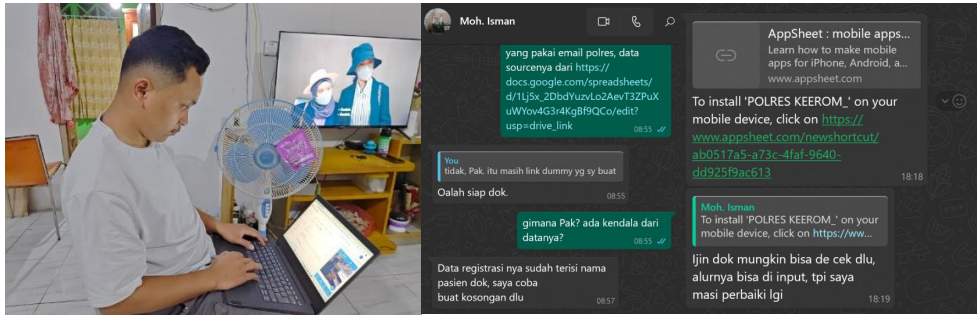 Moh. Isman
yang pakai email polres, data
sourcenya dari https://
docs.google.com/spreadsheets/
d/1Lj5x_2DbdYuzvLo2AevT3ZPuX
uWYov4G3r4KgBf9QCo/edit?
usp=drive_link
08:55
You
tidak, Pak. itu masih link dummy yg sy buat
Oalah siap dok.
08:55
gimana Pak? ada kendala dari
datanya?
08:55
Data registrasi nya sudah terisi nama
pasien dok, saya coba
buat kosongan dlu
08:57
AppSheet : mobile apps...
Learn how to make mobile
apps for iPhone, Android, a...
www.appsheet.com
To install 'POLRES KEEROM_' on your
mobile device, click on https://
www.appsheet.com/newshortcut/
ab0517a5-a73c-4faf-9640-
dd925f9ac613
18:18
Moh. Isman
To install 'POLRES KEEROM_' on your
mobile device, click on https://ww...
Ijin dok mungkin bisa de cek dlu,
alurnya bisa di input, tpi saya
masi perbaiki lgi
18:19